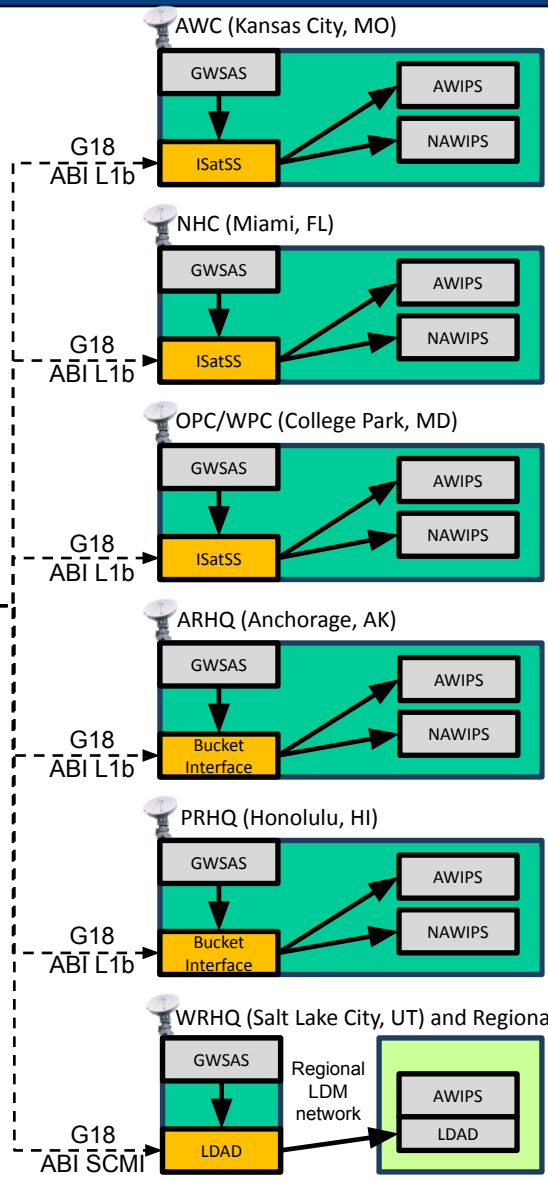 AWC (Kansas City, MO)
GWSAS
AWIPS
NAWIPS
G18
ABI L1b
ISatSS
NHC (Miami, FL)
GWSAS
AWIPS
NAWIPS
G18
ABI L1b
ISatSS
OPC/WPC (College Park, MD)
GWSAS
AWIPS
NAWIPS
G18
ABI L1b
ISatSS
ARHQ (Anchorage, AK)
GWSAS
AWIPS
NAWIPS
G18
ABI L1b
Bucket
Interface
PRHQ (Honolulu, HI)
GWSAS
AWIPS
NAWIPS
G18
ABI L1b
Bucket
Interface
WRHQ (Salt Lake City, UT) and Regiona
GWSAS
Regional
LDM
network
AWIPS
LDAD
G18
ABI SCMI
LDAD